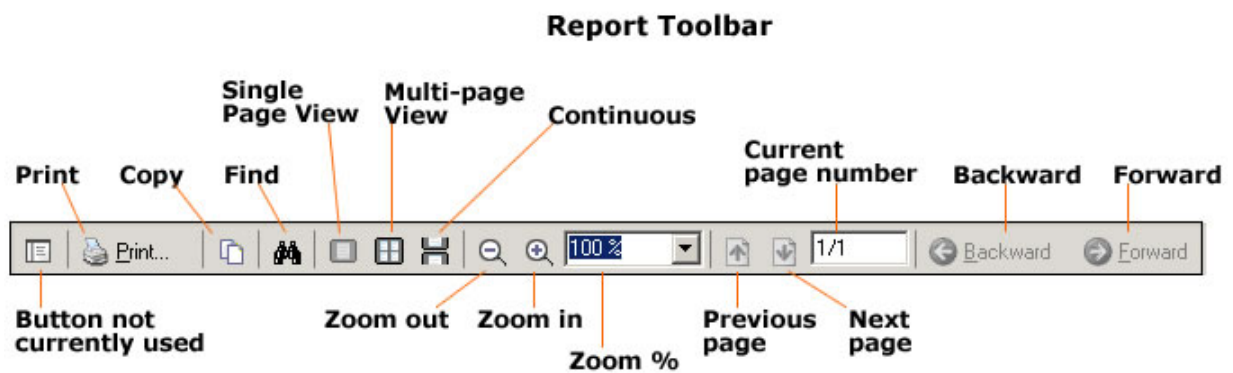 Report Toolbar
Single
Page View
Multi-page
View
Continuous
Current
page number
Print
Copy
Find
Backward
Forward
Print...
100 %
1/1
Backward
Forward
Button not
currently used
Zoom out
Zoom in
Zoom %
Previous
page
Next
page